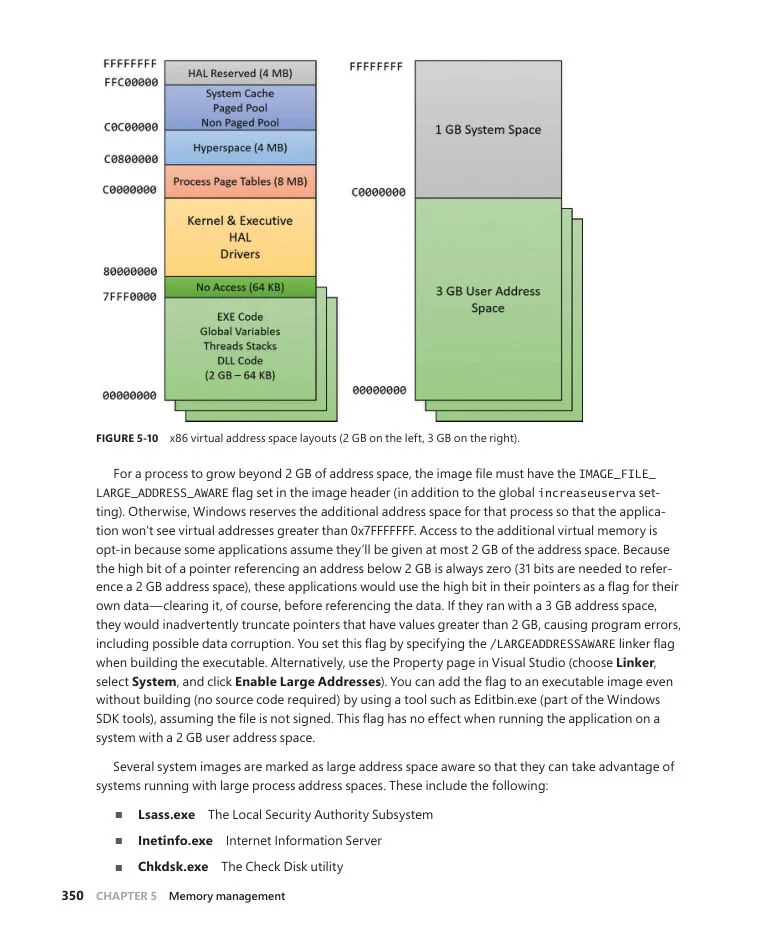 FFFFFFFF
HAL Reserved (4 MB)
FFC00000
System Cache
Paged Pool
Non Paged Pool
C0C00000
Hyperspace (4 MB)
C0800000
Process Page Tables (8 MB)
C0000000
Kernel & Executive
HAL
Drivers
80000000
No Access (64 KB)
7FFF0000
EXE Code
Global Variables
Threads Stacks
DLL Code
(2 GB – 64 KB)
00000000
FFFFFFFF
1 GB System Space
C0000000
3 GB User Address
Space
00000000
FIGURE 5-10 x86 virtual address space layouts (2 GB on the left, 3 GB on the right).
For a process to grow beyond 2 GB of address space, the image file must have the IMAGE_FILE_
LARGE_ADDRESS_AWARE flag set in the image header (in addition to the global increaseuserva set-
ting). Otherwise, Windows reserves the additional address space for that process so that the applica-
tion won’t see virtual addresses greater than 0x7FFFFFFF. Access to the additional virtual memory is
opt-in because some applications assume they’ll be given at most 2 GB of the address space. Because
the high bit of a pointer referencing an address below 2 GB is always zero (31 bits are needed to refer-
ence a 2 GB address space), these applications would use the high bit in their pointers as a flag for their
own data—clearing it, of course, before referencing the data. If they ran with a 3 GB address space,
they would inadvertently truncate pointers that have values greater than 2 GB, causing program errors,
including possible data corruption. You set this flag by specifying the /LARGEADDRESSAWARE linker flag
when building the executable. Alternatively, use the Property page in Visual Studio (choose Linker,
select System, and click Enable Large Addresses). You can add the flag to an executable image even
without building (no source code required) by using a tool such as Editbin.exe (part of the Windows
SDK tools), assuming the file is not signed. This flag has no effect when running the application on a
system with a 2 GB user address space.
Several system images are marked as large address space aware so that they can take advantage of
systems running with large process address spaces. These include the following:
■ Lsass.exe The Local Security Authority Subsystem
■ Inetinfo.exe Internet Information Server
■ Chkdsk.exe The Check Disk utility
350 CHAPTER 5 Memory management